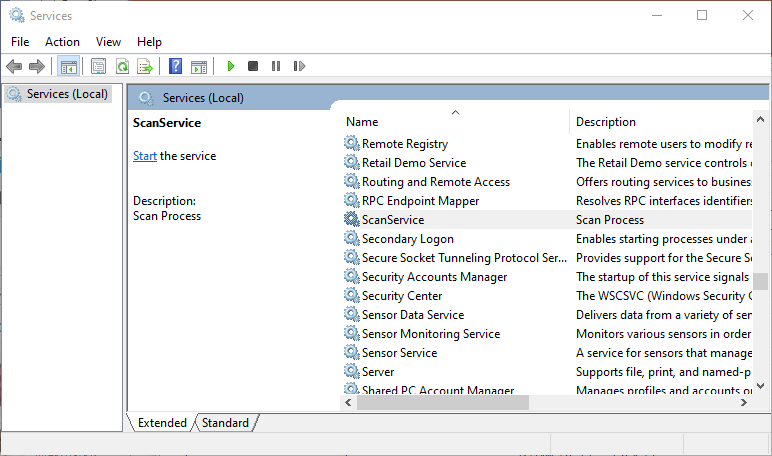 Services
File Action View Help
Services (Local)
Services (Local)
ScanService
Start the service
Description:
Scan Process
Name Description
Remote Registry Enables remote users to modify re
Retail Demo Service The Retail Demo service controls
Routing and Remote Access Offers routing services to busines
RPC Endpoint Mapper Resolves RPC interfaces identifiers
ScanService Scan Process
Secondary Logon Enables starting processes under
Secure Socket Tunneling Protocol Ser... Provides support for the Secure S
Security Accounts Manager The startup of this service signals
Security Center The WSCSVC (Windows Security
Sensor Data Service Delivers data from a variety of sen
Sensor Monitoring Service Monitors various sensors in order
Sensor Service A service for sensors that manage
Server Supports file, print, and named-p
Shared PC Account Manager Manages profiles and accounts
Extended Standard